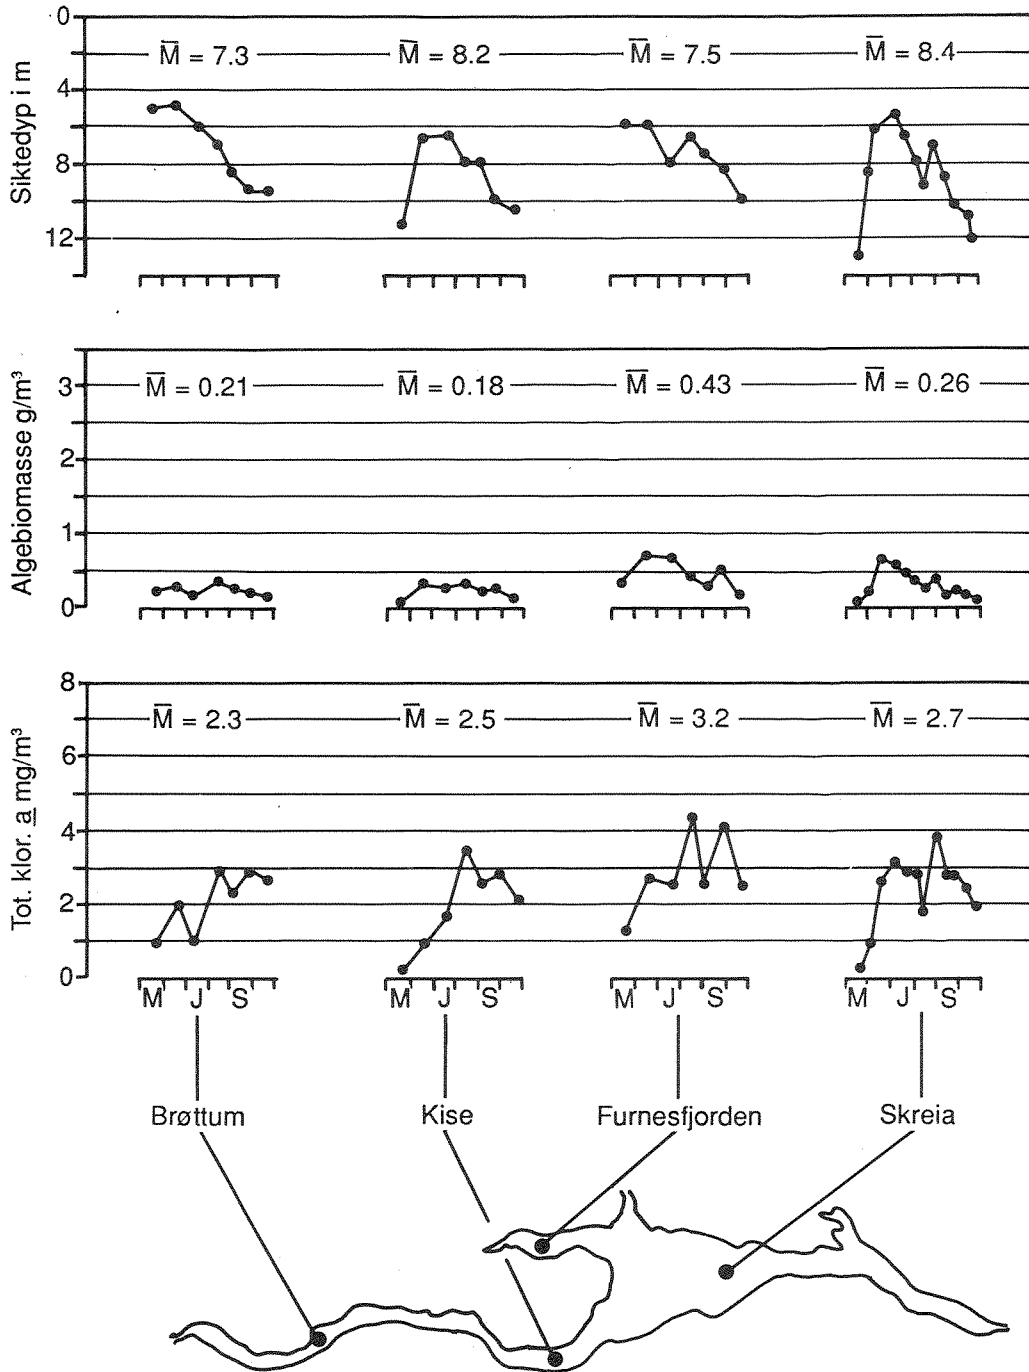 Siktedyp i m
0
4
8
12
M̅ = 7.3
M̅ = 8.2
M̅ = 7.5
M̅ = 8.4
Algebiomasse g/m³
3
2
1
0
M̅ = 0.21
M̅ = 0.18
M̅ = 0.43
M̅ = 0.26
Tot. klor. a mg/m³
8
6
4
2
0
M̅ = 2.3
M̅ = 2.5
M̅ = 3.2
M̅ = 2.7
M J S
M J S
M J S
M J S
Brøttum
Kise
Furnesfjorden
Skreia